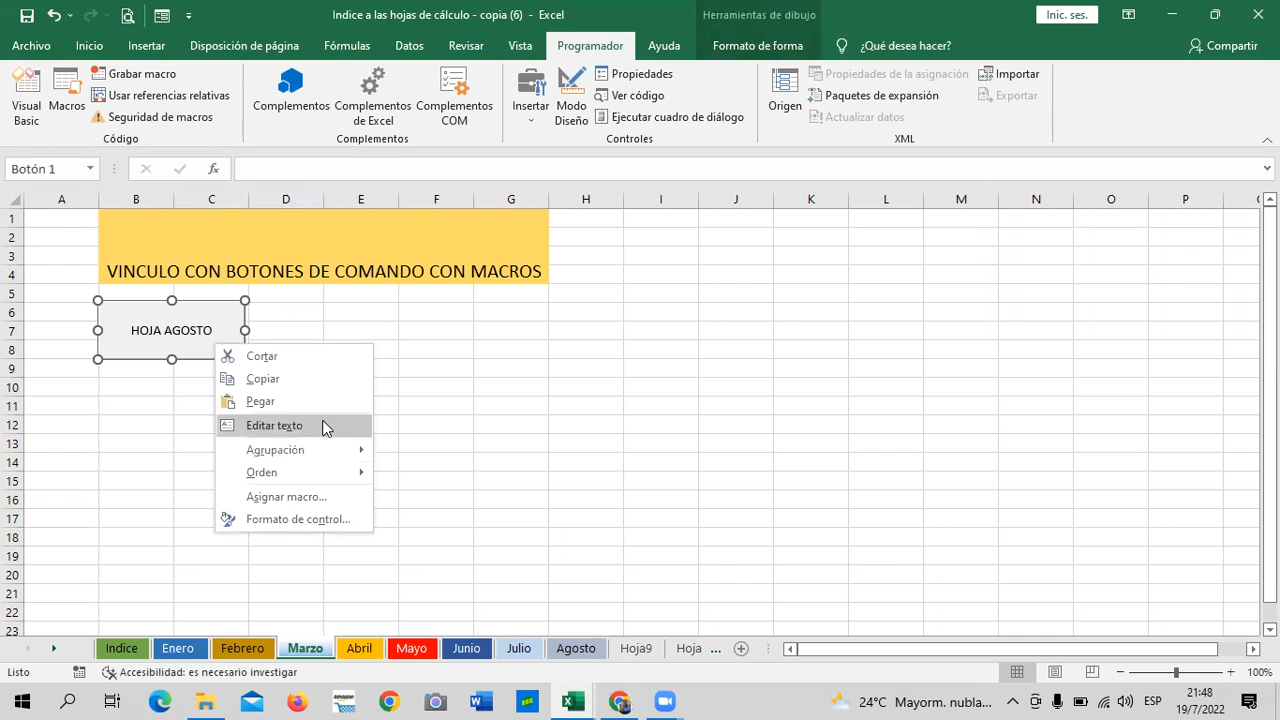 Indice a las hojas de cálculo - copia (6) - Excel
Herramientas de dibujo
Inic. ses.
Archivo Inicio Insertar Disposición de página Fórmulas Datos Revisar Vista Programador Ayuda Formato de forma ¿Qué desea hacer? Compartir
Visual Basic
Macros
Grabar macro
Usar referencias relativas
Seguridad de macros
Código
Complementos
Complementos de Excel
Complementos COM
Complementos
Insertar
Modo Diseño
Propiedades
Ver código
Ejecutar cuadro de diálogo
Controles
Origen
Propiedades de la asignación
Paquetes de expansión
Actualizar datos
Importar
Exportar
XML
Botón 1
fx
A B C D E F G H I J K L M N O P
1
2
3
4
5
6
7
8
9
10
11
12
13
14
15
16
17
18
19
20
21
22
23
VINCULO CON BOTONES DE COMANDO CON MACROS
HOJA AGOSTO
Cortar
Copiar
Pegar
Editar texto
Agrupación
Orden
Asignar macro...
Formato de control...
Indice Enero Febrero Marzo Abril Mayo Junio Julio Agosto Hoja9 Hoja ...
Listo
Accesibilidad: es necesario investigar
100%
amazon
24°C Mayorm. nubla...
ESP
21:48
19/7/2022